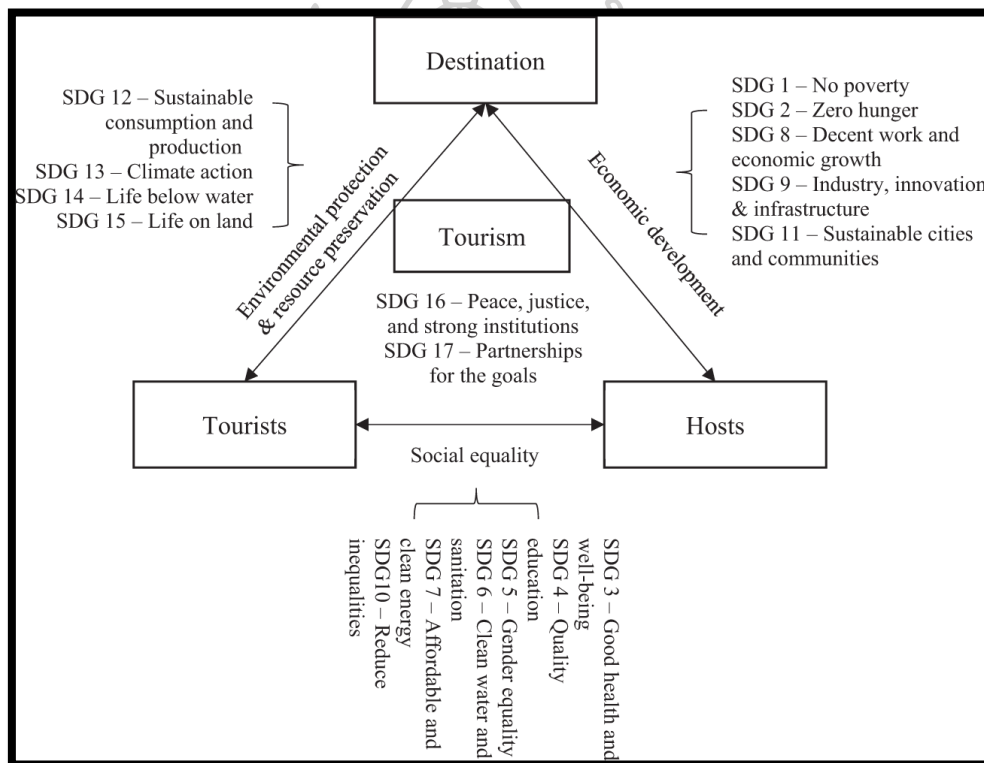 Destination
SDG 12 – Sustainable
consumption and
production
SDG 13 – Climate action
SDG 14 – Life below water
SDG 15 – Life on land
SDG 1 – No poverty
SDG 2 – Zero hunger
SDG 8 – Decent work and
economic growth
SDG 9 – Industry, innovation
& infrastructure
SDG 11 – Sustainable cities
and communities
Environmental protection
& resource preservation
Economic development
Tourism
SDG 16 – Peace, justice,
and strong institutions
SDG 17 – Partnerships
for the goals
Tourists
Hosts
Social equality
SDG 3 – Good health and
well-being
SDG 4 – Quality
education
SDG 5 – Gender equality
SDG 6 – Clean water and
sanitation
SDG 7 – Affordable and
clean energy
SDG10 – Reduce
inequalities